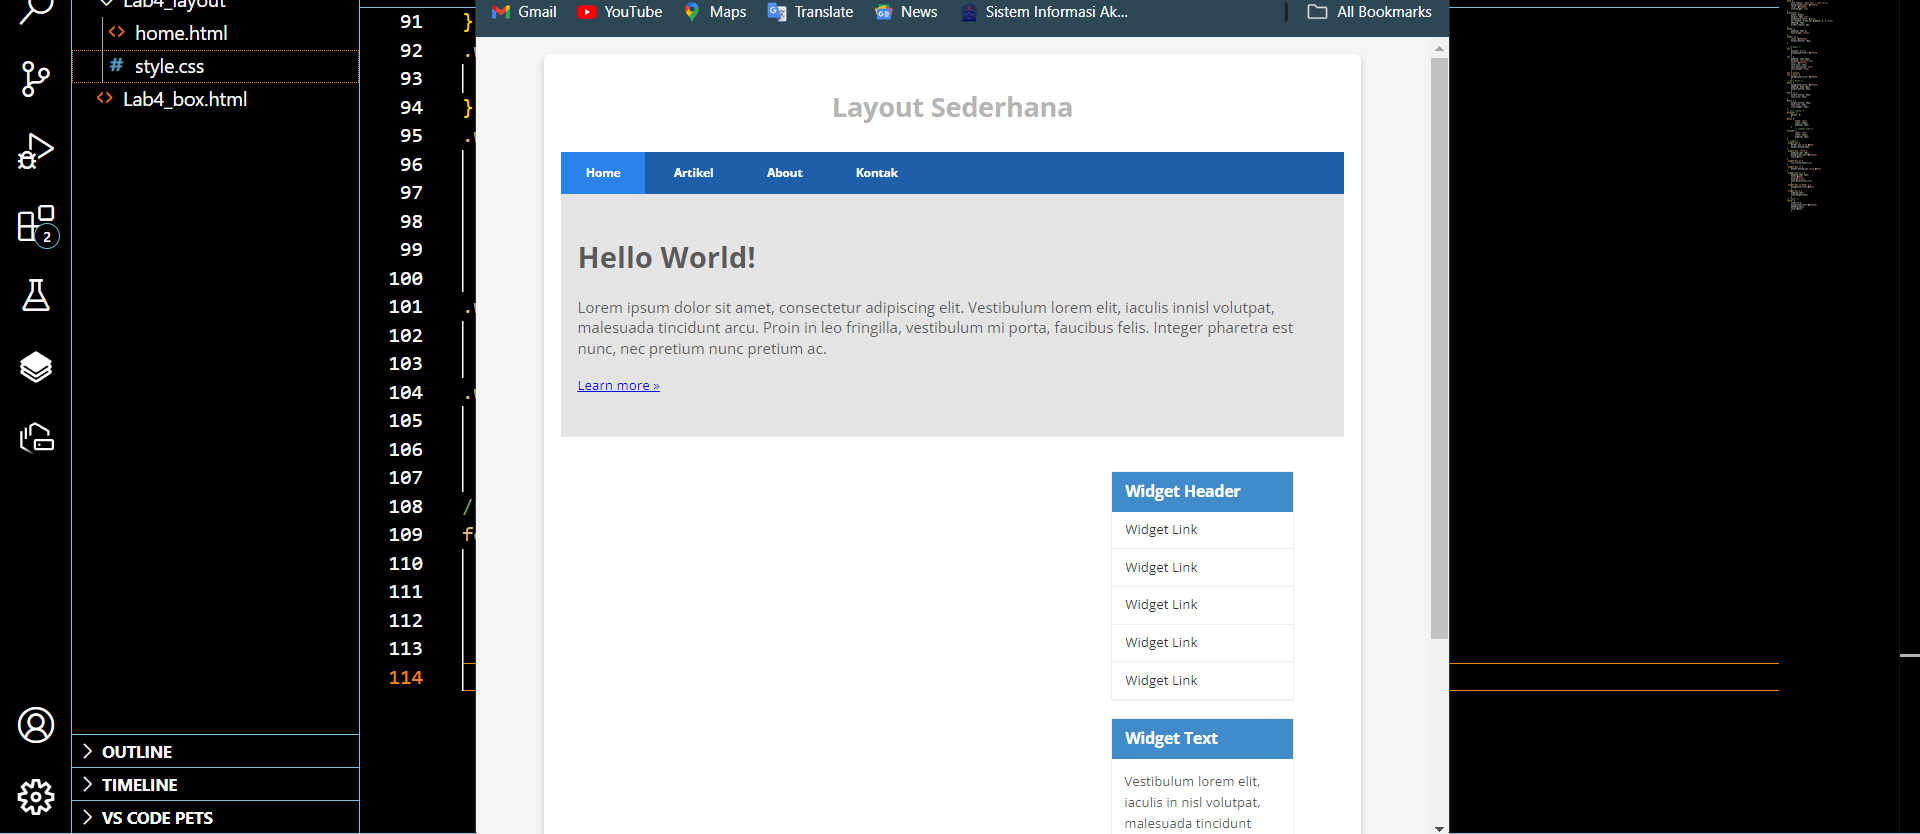 Lab4_layout
home.html
style.css
Lab4_box.html
2
OUTLINE
TIMELINE
VS CODE PETS
91 }
92 .
93
94 }
95 .
96
97
98
99
100
101 .
102
103
104 .
105
106
107
108 /
109 f
110
111
112
113
114
Gmail YouTube Maps Translate News Sistem Informasi Ak... All Bookmarks
Layout Sederhana
Home Artikel About Kontak
Hello World!
Lorem ipsum dolor sit amet, consectetur adipiscing elit. Vestibulum lorem elit, iaculis innisl volutpat,
malesuada tincidunt arcu. Proin in leo fringilla, vestibulum mi porta, faucibus felis. Integer pharetra est
nunc, nec pretium nunc pretium ac.
Learn more »
Widget Header
Widget Link
Widget Link
Widget Link
Widget Link
Widget Link
Widget Text
Vestibulum lorem elit,
iaculis in nisl volutpat,
malesuada tincidunt